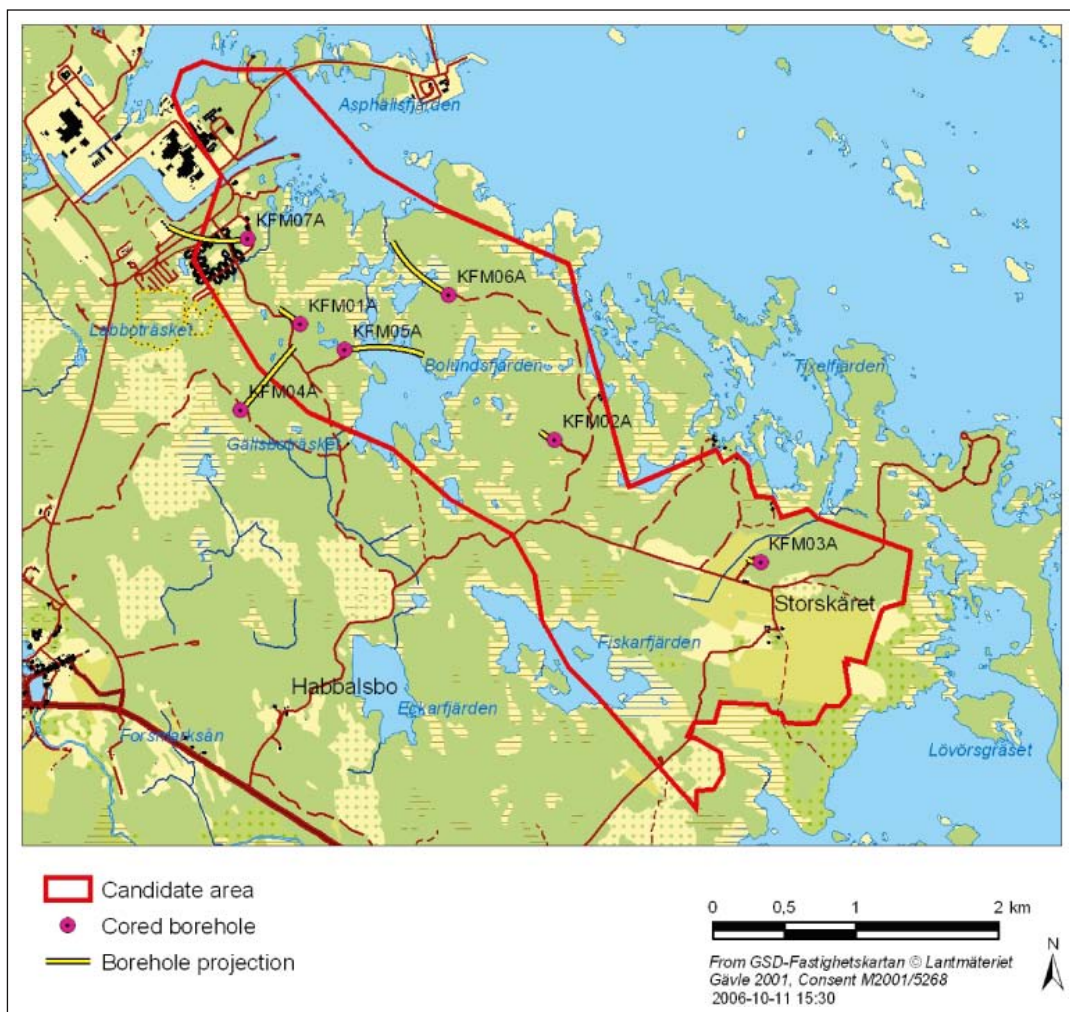 Asphällsfjärden
KFM07A
KFM06A
KFM01A
Labboträsket
KFM05A
Bolundsfjärden
Tixelfjärden
KFM04A
KFM02A
Gällsboträsket
KFM03A
Storskäret
Fiskarfjärden
Habbalsbo
Eckarfjärden
Forsmarksån
Lövörsgräset
Candidate area
Cored borehole
Borehole projection
0 0,5 1 2 km
N
From GSD-Fastighetskartan © Lantmäteriet
Gävle 2001, Consent M2001/5268
2006-10-11 15:30